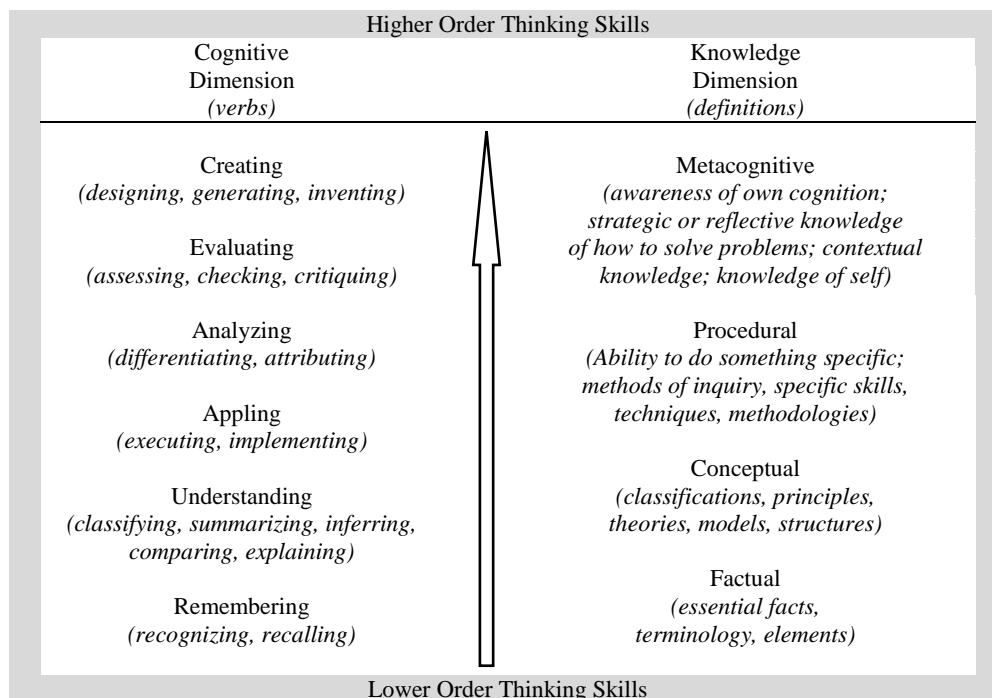 Higher Order Thinking Skills
Cognitive
Dimension
(verbs)
Knowledge
Dimension
(definitions)
Creating
(designing, generating, inventing)
Evaluating
(assessing, checking, critiquing)
Analyzing
(differentiating, attributing)
Appling
(executing, implementing)
Understanding
(classifying, summarizing, inferring,
comparing, explaining)
Remembering
(recognizing, recalling)
Metacognitive
(awareness of own cognition;
strategic or reflective knowledge
of how to solve problems; contextual
knowledge; knowledge of self)
Procedural
(Ability to do something specific;
methods of inquiry, specific skills,
techniques, methodologies)
Conceptual
(classifications, principles,
theories, models, structures)
Factual
(essential facts,
terminology, elements)
Lower Order Thinking Skills